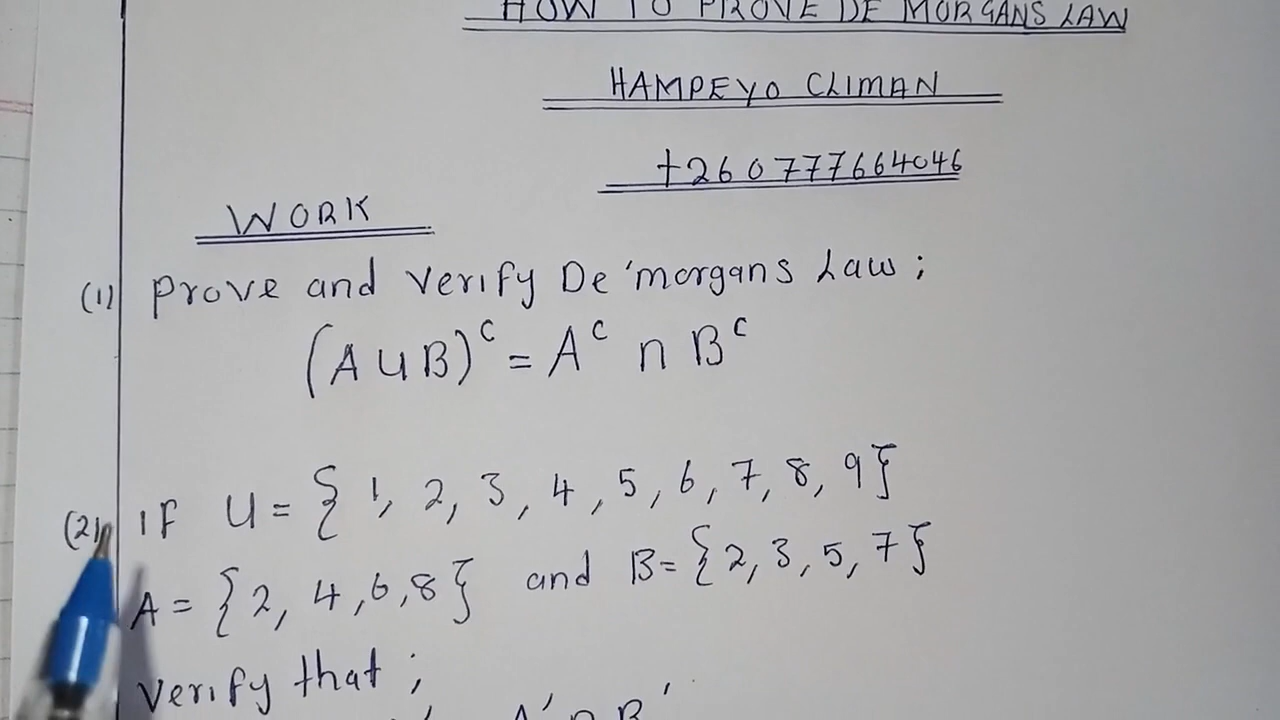 HOW TO PROVE DE MORGANS LAW
HAMPEYO CLIMAN
+260777664046
WORK
(1) Prove and Verify De'morgans Law;
(A U B)ᶜ = Aᶜ ∩ Bᶜ
(2) IF U = {1, 2, 3, 4, 5, 6, 7, 8, 9}
A = {2, 4, 6, 8} and B = {2, 3, 5, 7}
Verify that;
A' ∩ B'